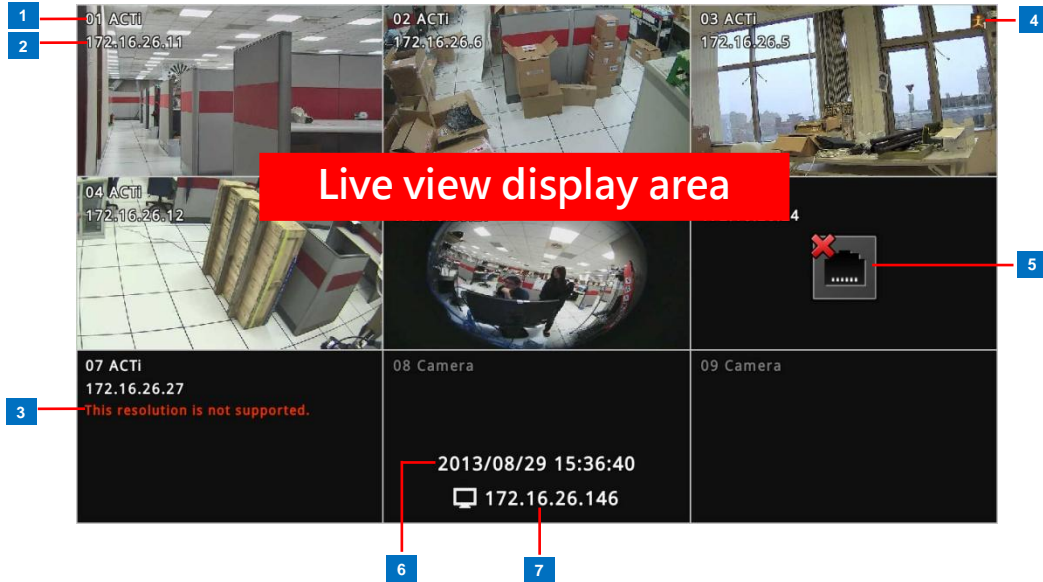 1
01 ACTi
02 ACTi
03 ACTi
4
2
172.16.26.11
172.16.26.6
172.16.26.5
Live view display area
04 ACTi
172.16.26.12
4
5
07 ACTi
08 Camera
09 Camera
172.16.26.27
3
This resolution is not supported.
2013/08/29 15:36:40
172.16.26.146
6
7